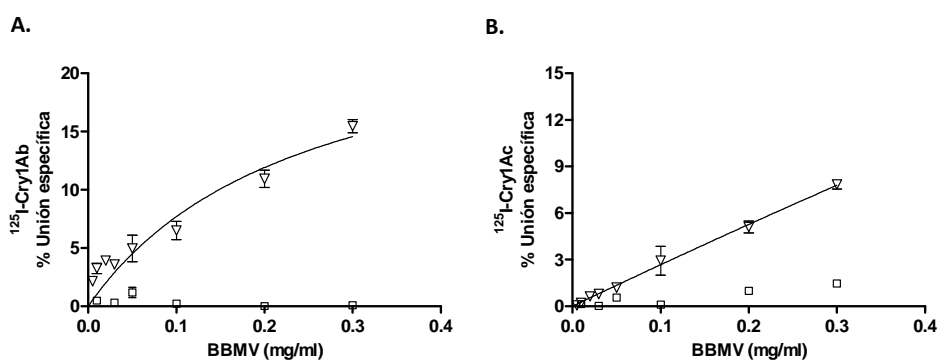 A.
B.
¹²⁵I-Cry1Ab
% Unión específica
20
15
10
5
0
0.0 0.1 0.2 0.3 0.4
BBMV (mg/ml)
¹²⁵I-Cry1Ac
% Unión específica
15
12
9
6
3
0
0.0 0.1 0.2 0.3 0.4
BBMV (mg/ml)